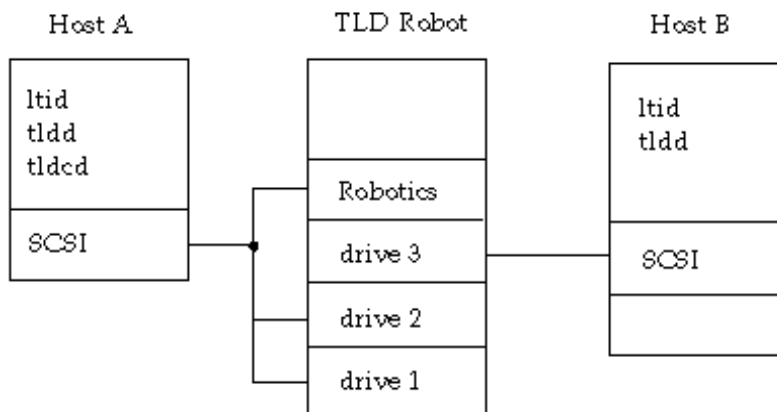 Host A
TLD Robot
Host B
ltid
tldd
tldcd
SCSI
Robotics
drive 3
drive 2
drive 1
ltid
tldd
SCSI